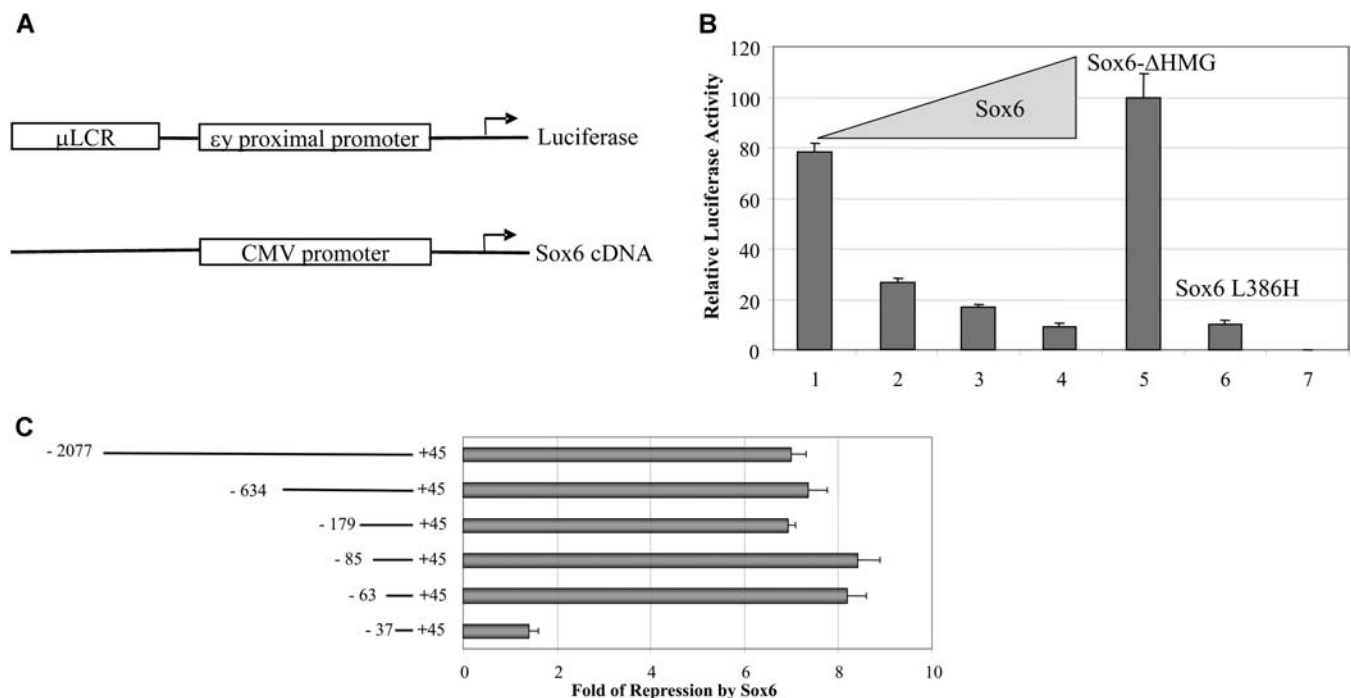 A
μLCR
εy proximal promoter
Luciferase
CMV promoter
Sox6 cDNA
B
Relative Luciferase Activity
120
100
80
60
40
20
0
Sox6
Sox6-ΔHMG
Sox6 L386H
1 2 3 4 5 6 7
C
- 2077 +45
- 634 +45
- 179 +45
- 85 +45
- 63 +45
- 37 +45
0 2 4 6 8 10
Fold of Repression by Sox6